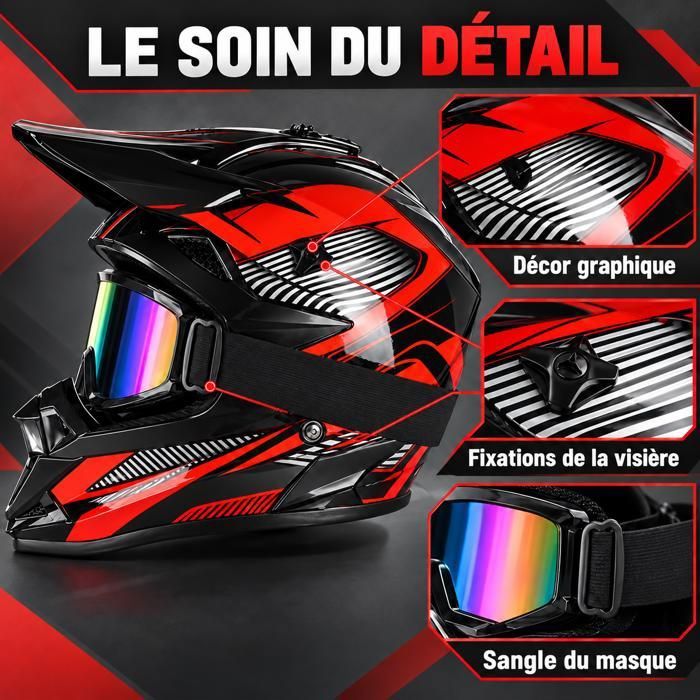 LE SOIN DU DÉTAIL
Décor graphique
Fixations de la visière
Sangle du masque